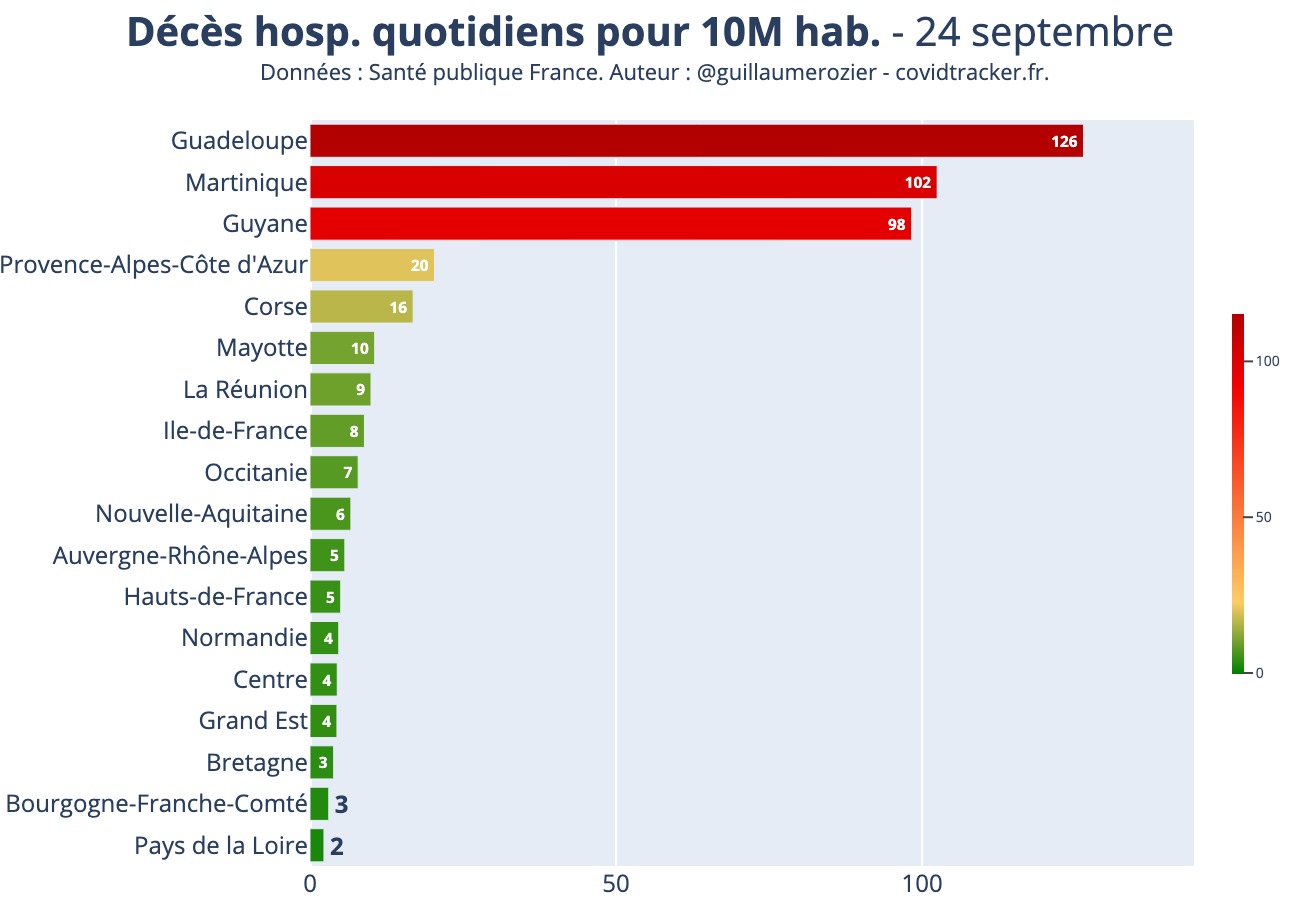 Décès hosp. quotidiens pour 10M hab. - 24 septembre
Données : Santé publique France. Auteur : @guillaumerozier - covidtracker.fr.
Guadeloupe 126
Martinique 102
Guyane 98
Provence-Alpes-Côte d'Azur 20
Corse 16
Mayotte 10
La Réunion 9
Ile-de-France 8
Occitanie 7
Nouvelle-Aquitaine 6
Auvergne-Rhône-Alpes 5
Hauts-de-France 5
Normandie 4
Centre 4
Grand Est 4
Bretagne 3
Bourgogne-Franche-Comté 3
Pays de la Loire 2
0 50 100
100
50
0